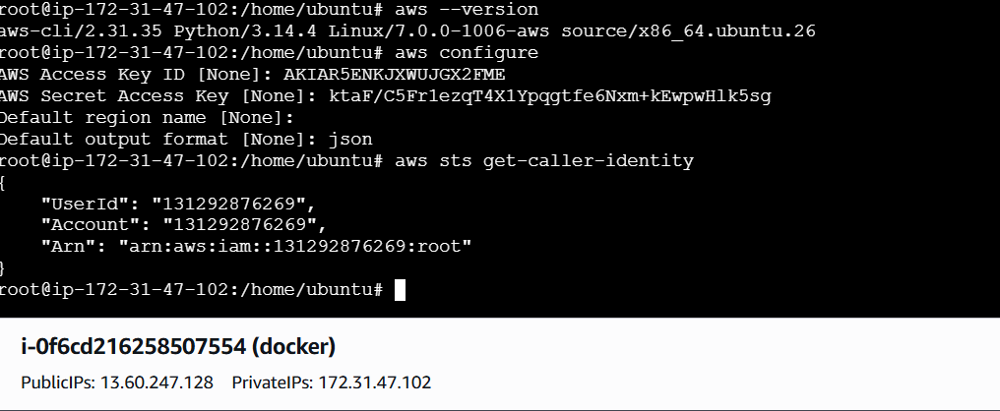 root@ip-172-31-47-102:/home/ubuntu# aws --version
aws-cli/2.31.35 Python/3.14.4 Linux/7.0.0-1006-aws source/x86_64.ubuntu.26
root@ip-172-31-47-102:/home/ubuntu# aws configure
AWS Access Key ID [None]: AKIAR5ENKJXWUJGX2FME
AWS Secret Access Key [None]: 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
Default region name [None]:
Default output format [None]: json
root@ip-172-31-47-102:/home/ubuntu# aws sts get-caller-identity
{
    "UserId": "131292876269",
    "Account": "131292876269",
    "Arn": "arn:aws:iam::131292876269:root"
}
root@ip-172-31-47-102:/home/ubuntu#
i-0f6cd216258507554 (docker)
PublicIPs: 13.60.247.128 PrivateIPs: 172.31.47.102